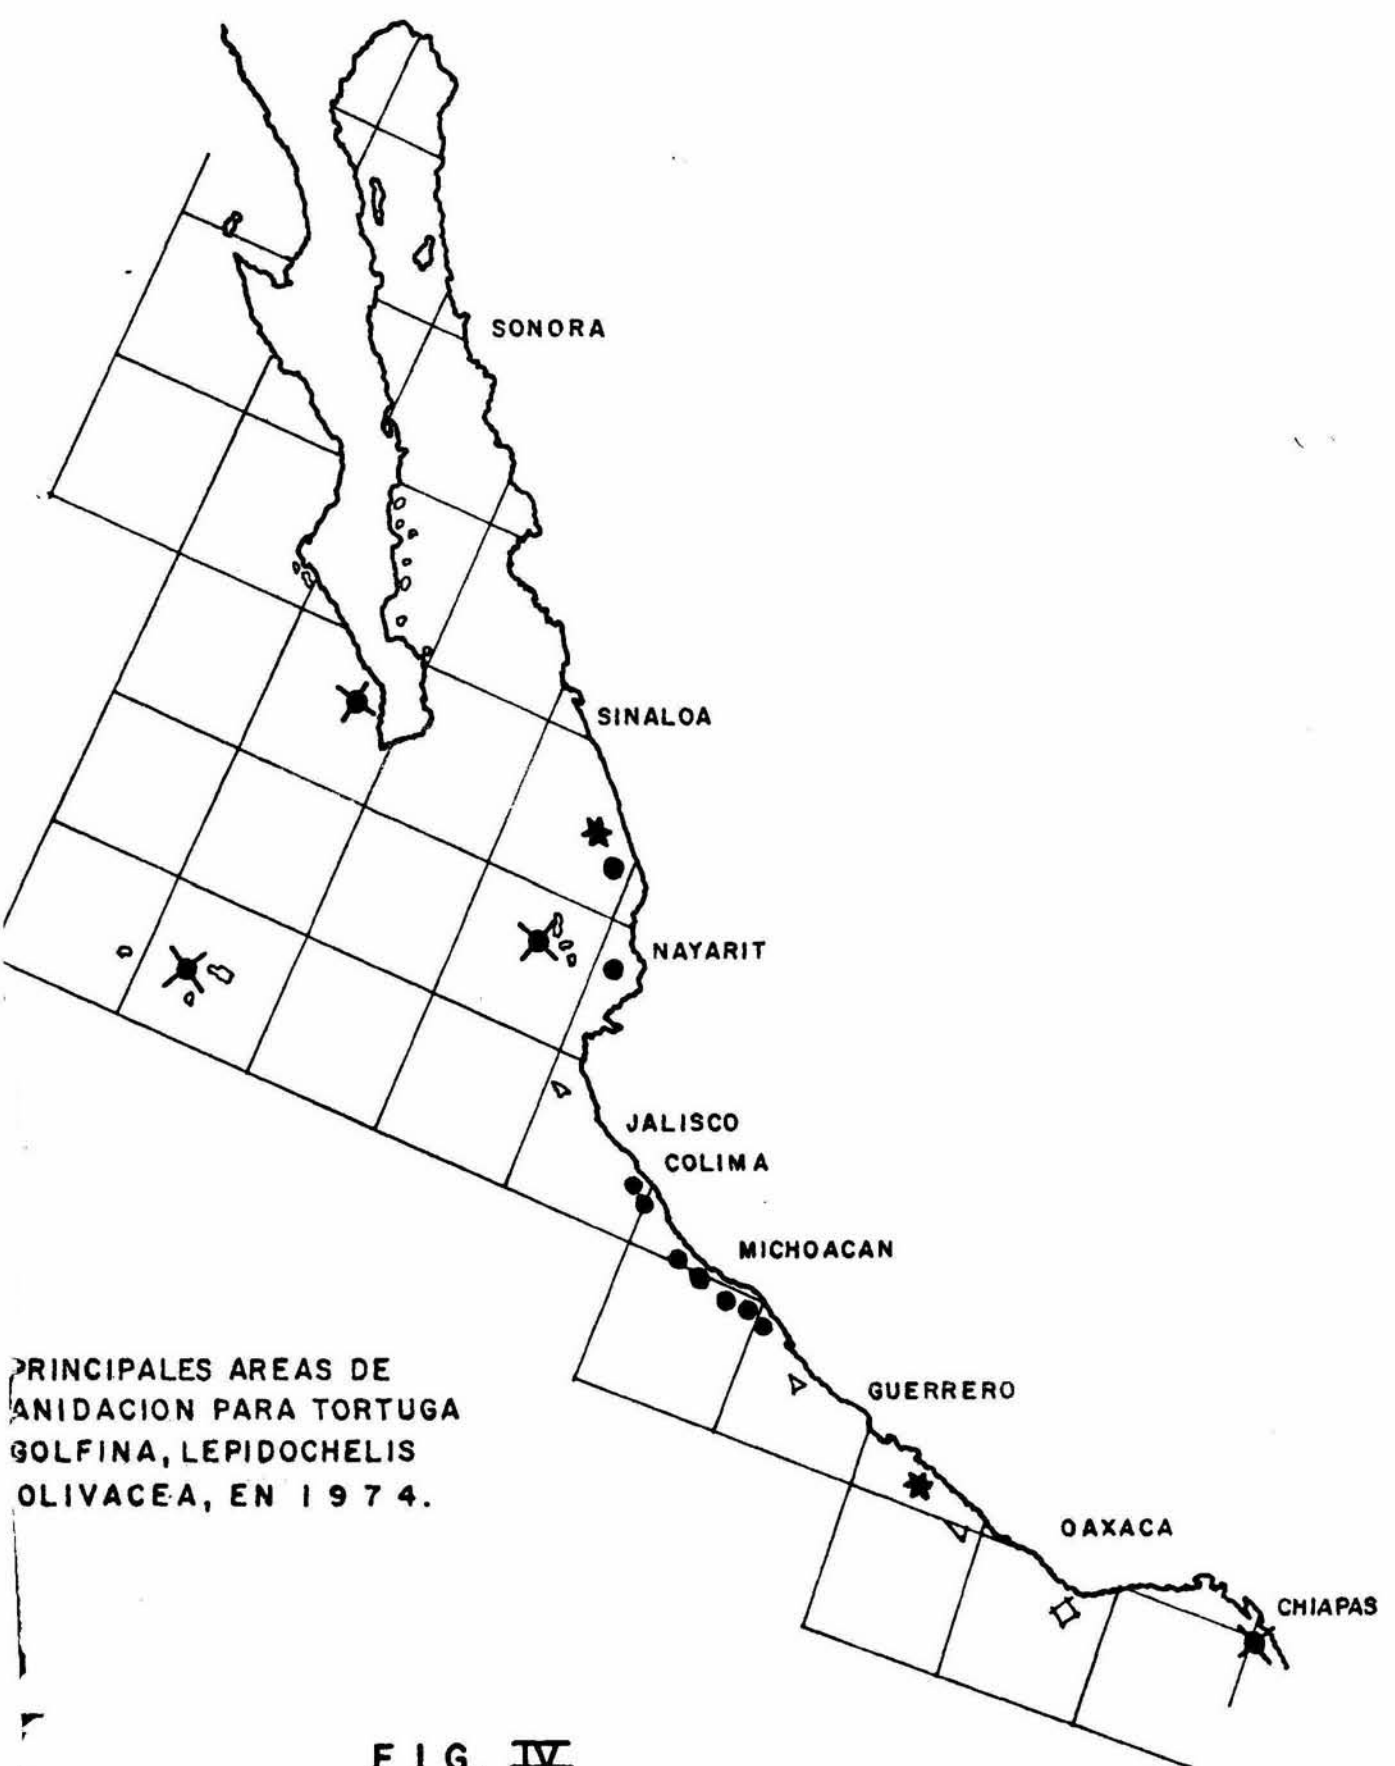 SONORA
SINALOA
NAYARIT
JALISCO
COLIMA
MICHOACAN
GUERRERO
OAXACA
CHIAPAS
PRINCIPALES AREAS DE
ANIDACION PARA TORTUGA
GOLFINA, LEPIDOCHELIS
OLIVACEA, EN 1974.
FIG IV